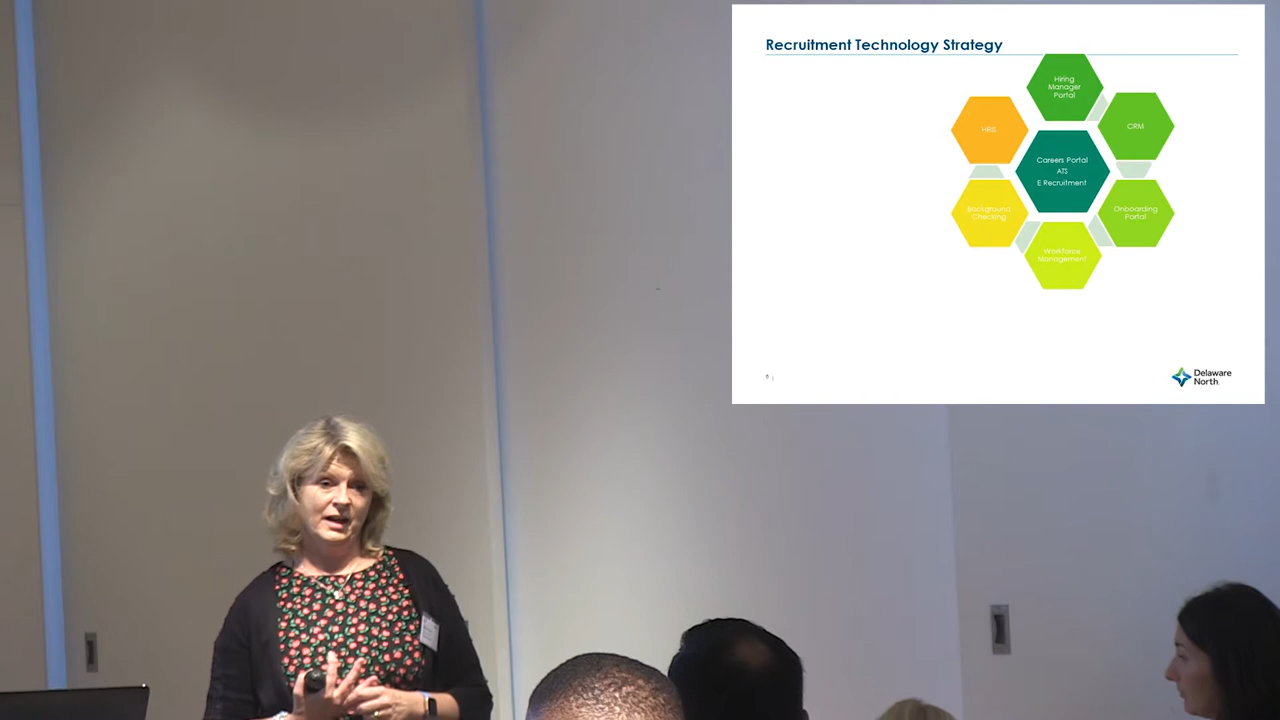 Recruitment Technology Strategy
Hiring
Manager
Portal
HRIS
CRM
Careers Portal
ATS
E Recruitment
Background
Checking
Onboarding
Portal
Workforce
Management
Delaware
North